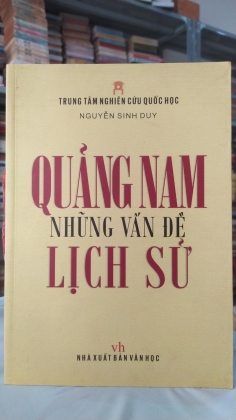 TRUNG TÂM NGHIÊN CỨU QUỐC HỌC
NGUYỄN SINH DUY
QUẢNG NAM
NHỮNG VẤN ĐỀ
LỊCH SỬ
vh
NHÀ XUẤT BẢN VĂN HỌC